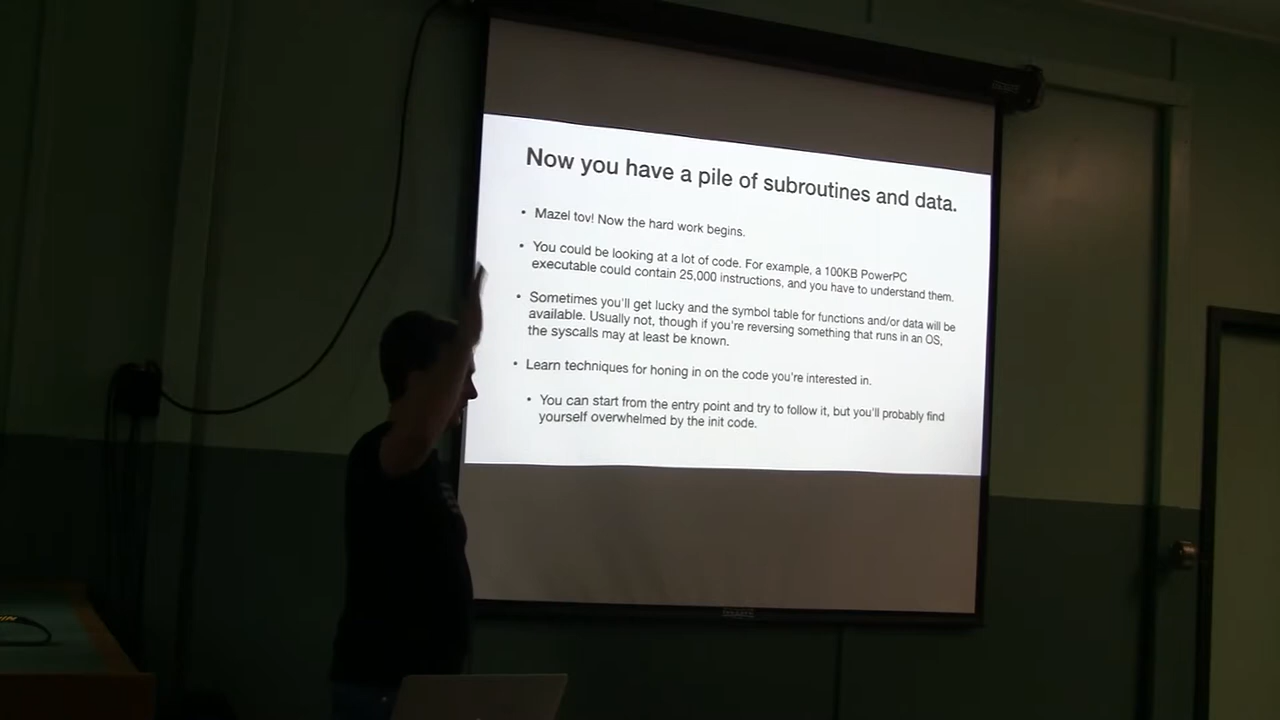 Now you have a pile of subroutines and data.
• Mazel tov! Now the hard work begins.
• You could be looking at a lot of code. For example, a 100KB PowerPC
executable could contain 25,000 instructions, and you have to understand them.
• Sometimes you'll get lucky and the symbol table for functions and/or data will be
available. Usually not, though if you're reversing something that runs in an OS,
the syscalls may at least be known.
• Learn techniques for honing in on the code you're interested in.
• You can start from the entry point and try to follow it, but you'll probably find
yourself overwhelmed by the init code.